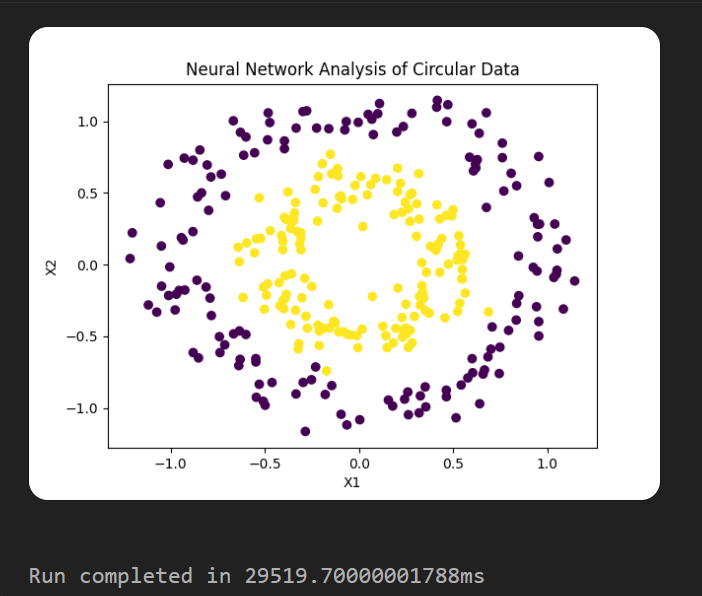 Neural Network Analysis of Circular Data
1.0
0.5
0.0
−0.5
−1.0
X2
−1.0 −0.5 0.0 0.5 1.0
X1
Run completed in 29519.70000001788ms